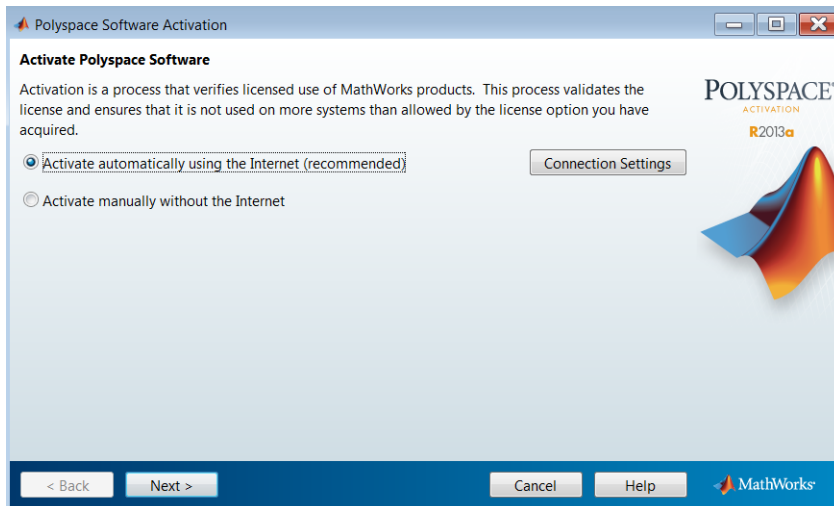 Polyspace Software Activation
Activate Polyspace Software
Activation is a process that verifies licensed use of MathWorks products.  This process validates the
license and ensures that it is not used on more systems than allowed by the license option you have
acquired.
POLYSPACE®
ACTIVATION
R2013a
Activate automatically using the Internet (recommended)
Connection Settings
Activate manually without the Internet
< Back
Next >
Cancel
Help
MathWorks®